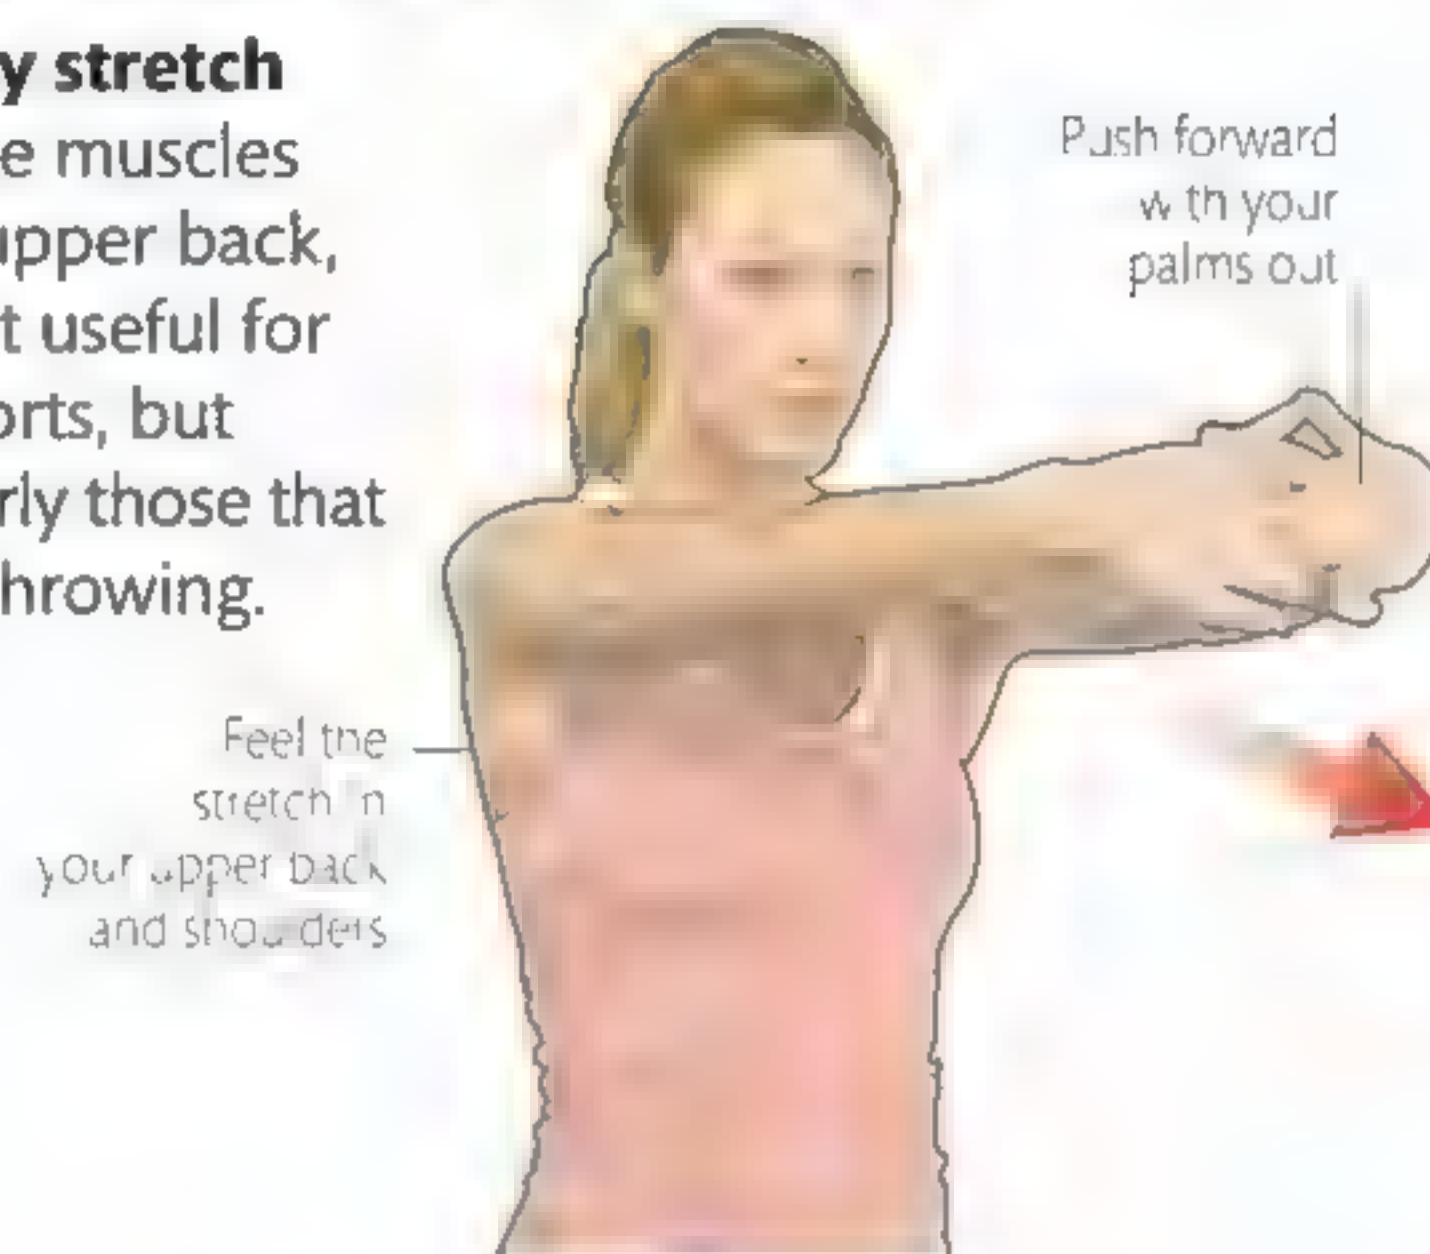 y stretch
e muscles
upper back,
t useful for
orts, but
rly those that
hrowing.
Push forward
with your
palms out
Feel the
stretch in
your upper back
and shoulders